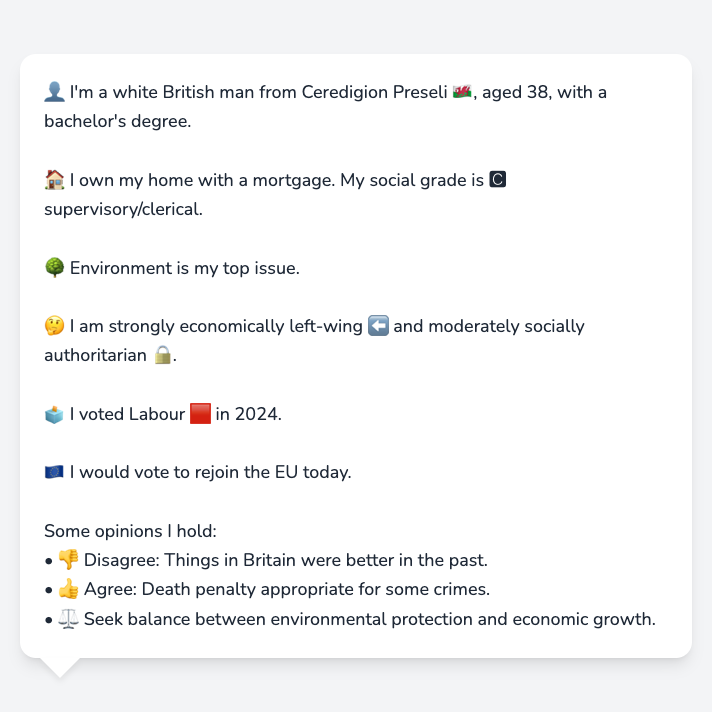 👤 I'm a white British man from Ceredigion Preseli 🏴󠁧󠁢󠁷󠁬󠁳󠁿, aged 38, with a
bachelor's degree.
🏠 I own my home with a mortgage. My social grade is 🅲
supervisory/clerical.
🌳 Environment is my top issue.
🤔 I am strongly economically left-wing ⬅️ and moderately socially
authoritarian 🔒.
🗳️ I voted Labour 🟥 in 2024.
🇪🇺 I would vote to rejoin the EU today.
Some opinions I hold:
• 👎 Disagree: Things in Britain were better in the past.
• 👍 Agree: Death penalty appropriate for some crimes.
• ⚖️ Seek balance between environmental protection and economic growth.